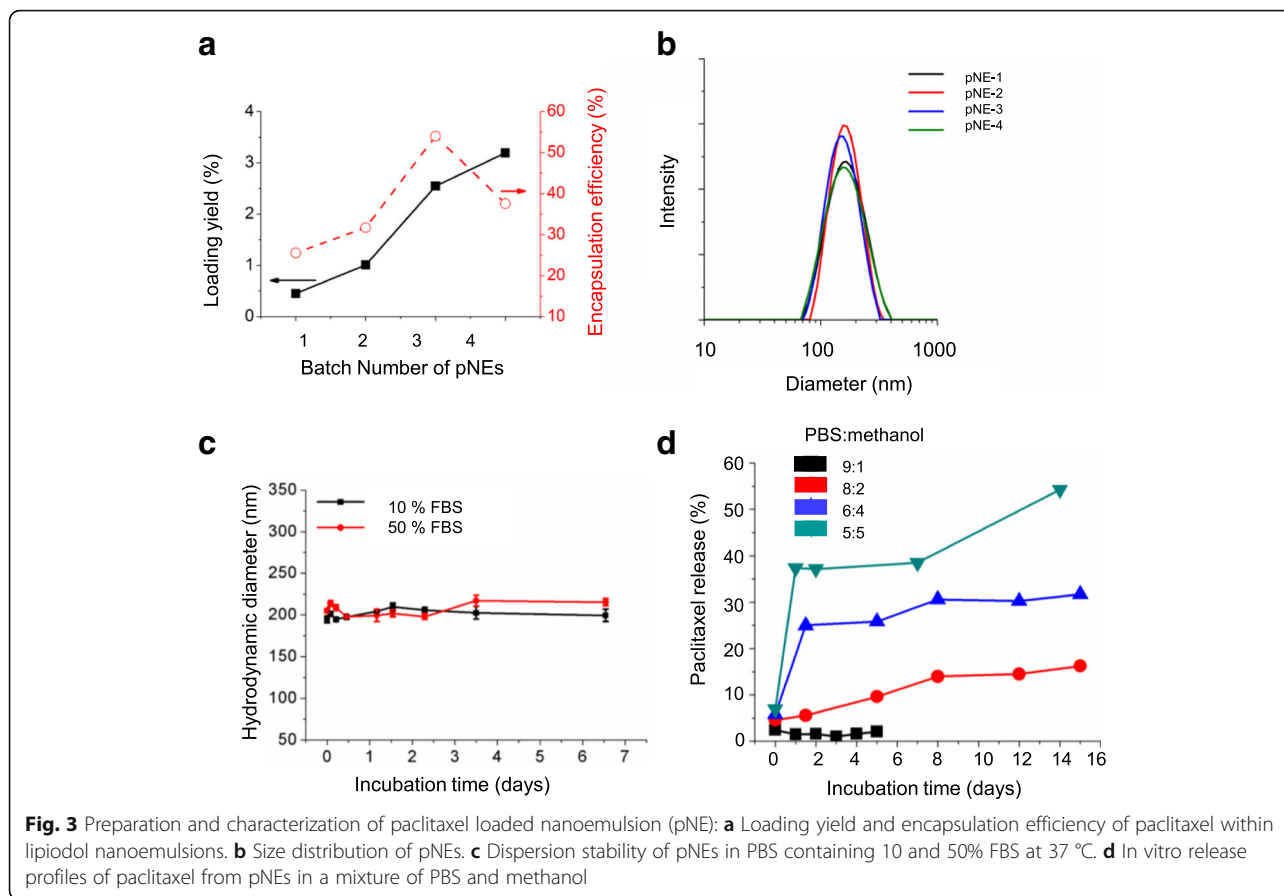 a
4
3
2
1
0
Loading yield (%)
60
50
40
30
20
10
Encapsulation efficiency (%)
1 2 3 4
Batch Number of pNEs
b
pNE-1
pNE-2
pNE-3
pNE-4
Intensity
10 100 1000
Diameter (nm)
c
350
300
250
200
150
100
50
Hydrodynamic diameter (nm)
10 % FBS
50 % FBS
0 1 2 3 4 5 6 7
Incubation time (days)
d
PBS:methanol
9:1
8:2
6:4
5:5
60
50
40
30
20
10
0
Paclitaxel release (%)
0 2 4 6 8 10 12 14 16
Incubation time (days)
Fig. 3 Preparation and characterization of paclitaxel loaded nanoemulsion (pNE): a Loading yield and encapsulation efficiency of paclitaxel within
lipiodol nanoemulsions. b Size distribution of pNEs. c Dispersion stability of pNEs in PBS containing 10 and 50% FBS at 37 °C. d In vitro release
profiles of paclitaxel from pNEs in a mixture of PBS and methanol